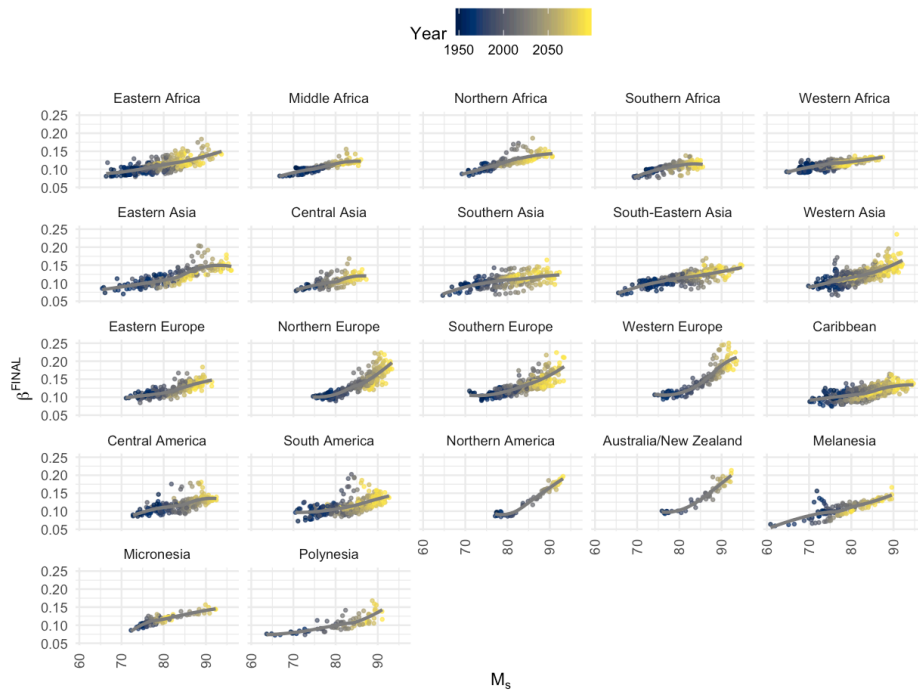 Year
1950 2000 2050
Eastern Africa Middle Africa Northern Africa Southern Africa Western Africa
0.25
0.20
0.15
0.10
0.05
Eastern Asia Central Asia Southern Asia South-Eastern Asia Western Asia
0.25
0.20
0.15
0.10
0.05
Eastern Europe Northern Europe Southern Europe Western Europe Caribbean
0.25
0.20
0.15
0.10
0.05
βFINAL
Central America South America Northern America Australia/New Zealand Melanesia
0.25
0.20
0.15
0.10
0.05
60 70 80 90 60 70 80 90 60 70 80 90
Micronesia Polynesia
0.25
0.20
0.15
0.10
0.05
60 70 80 90 60 70 80 90
Ms